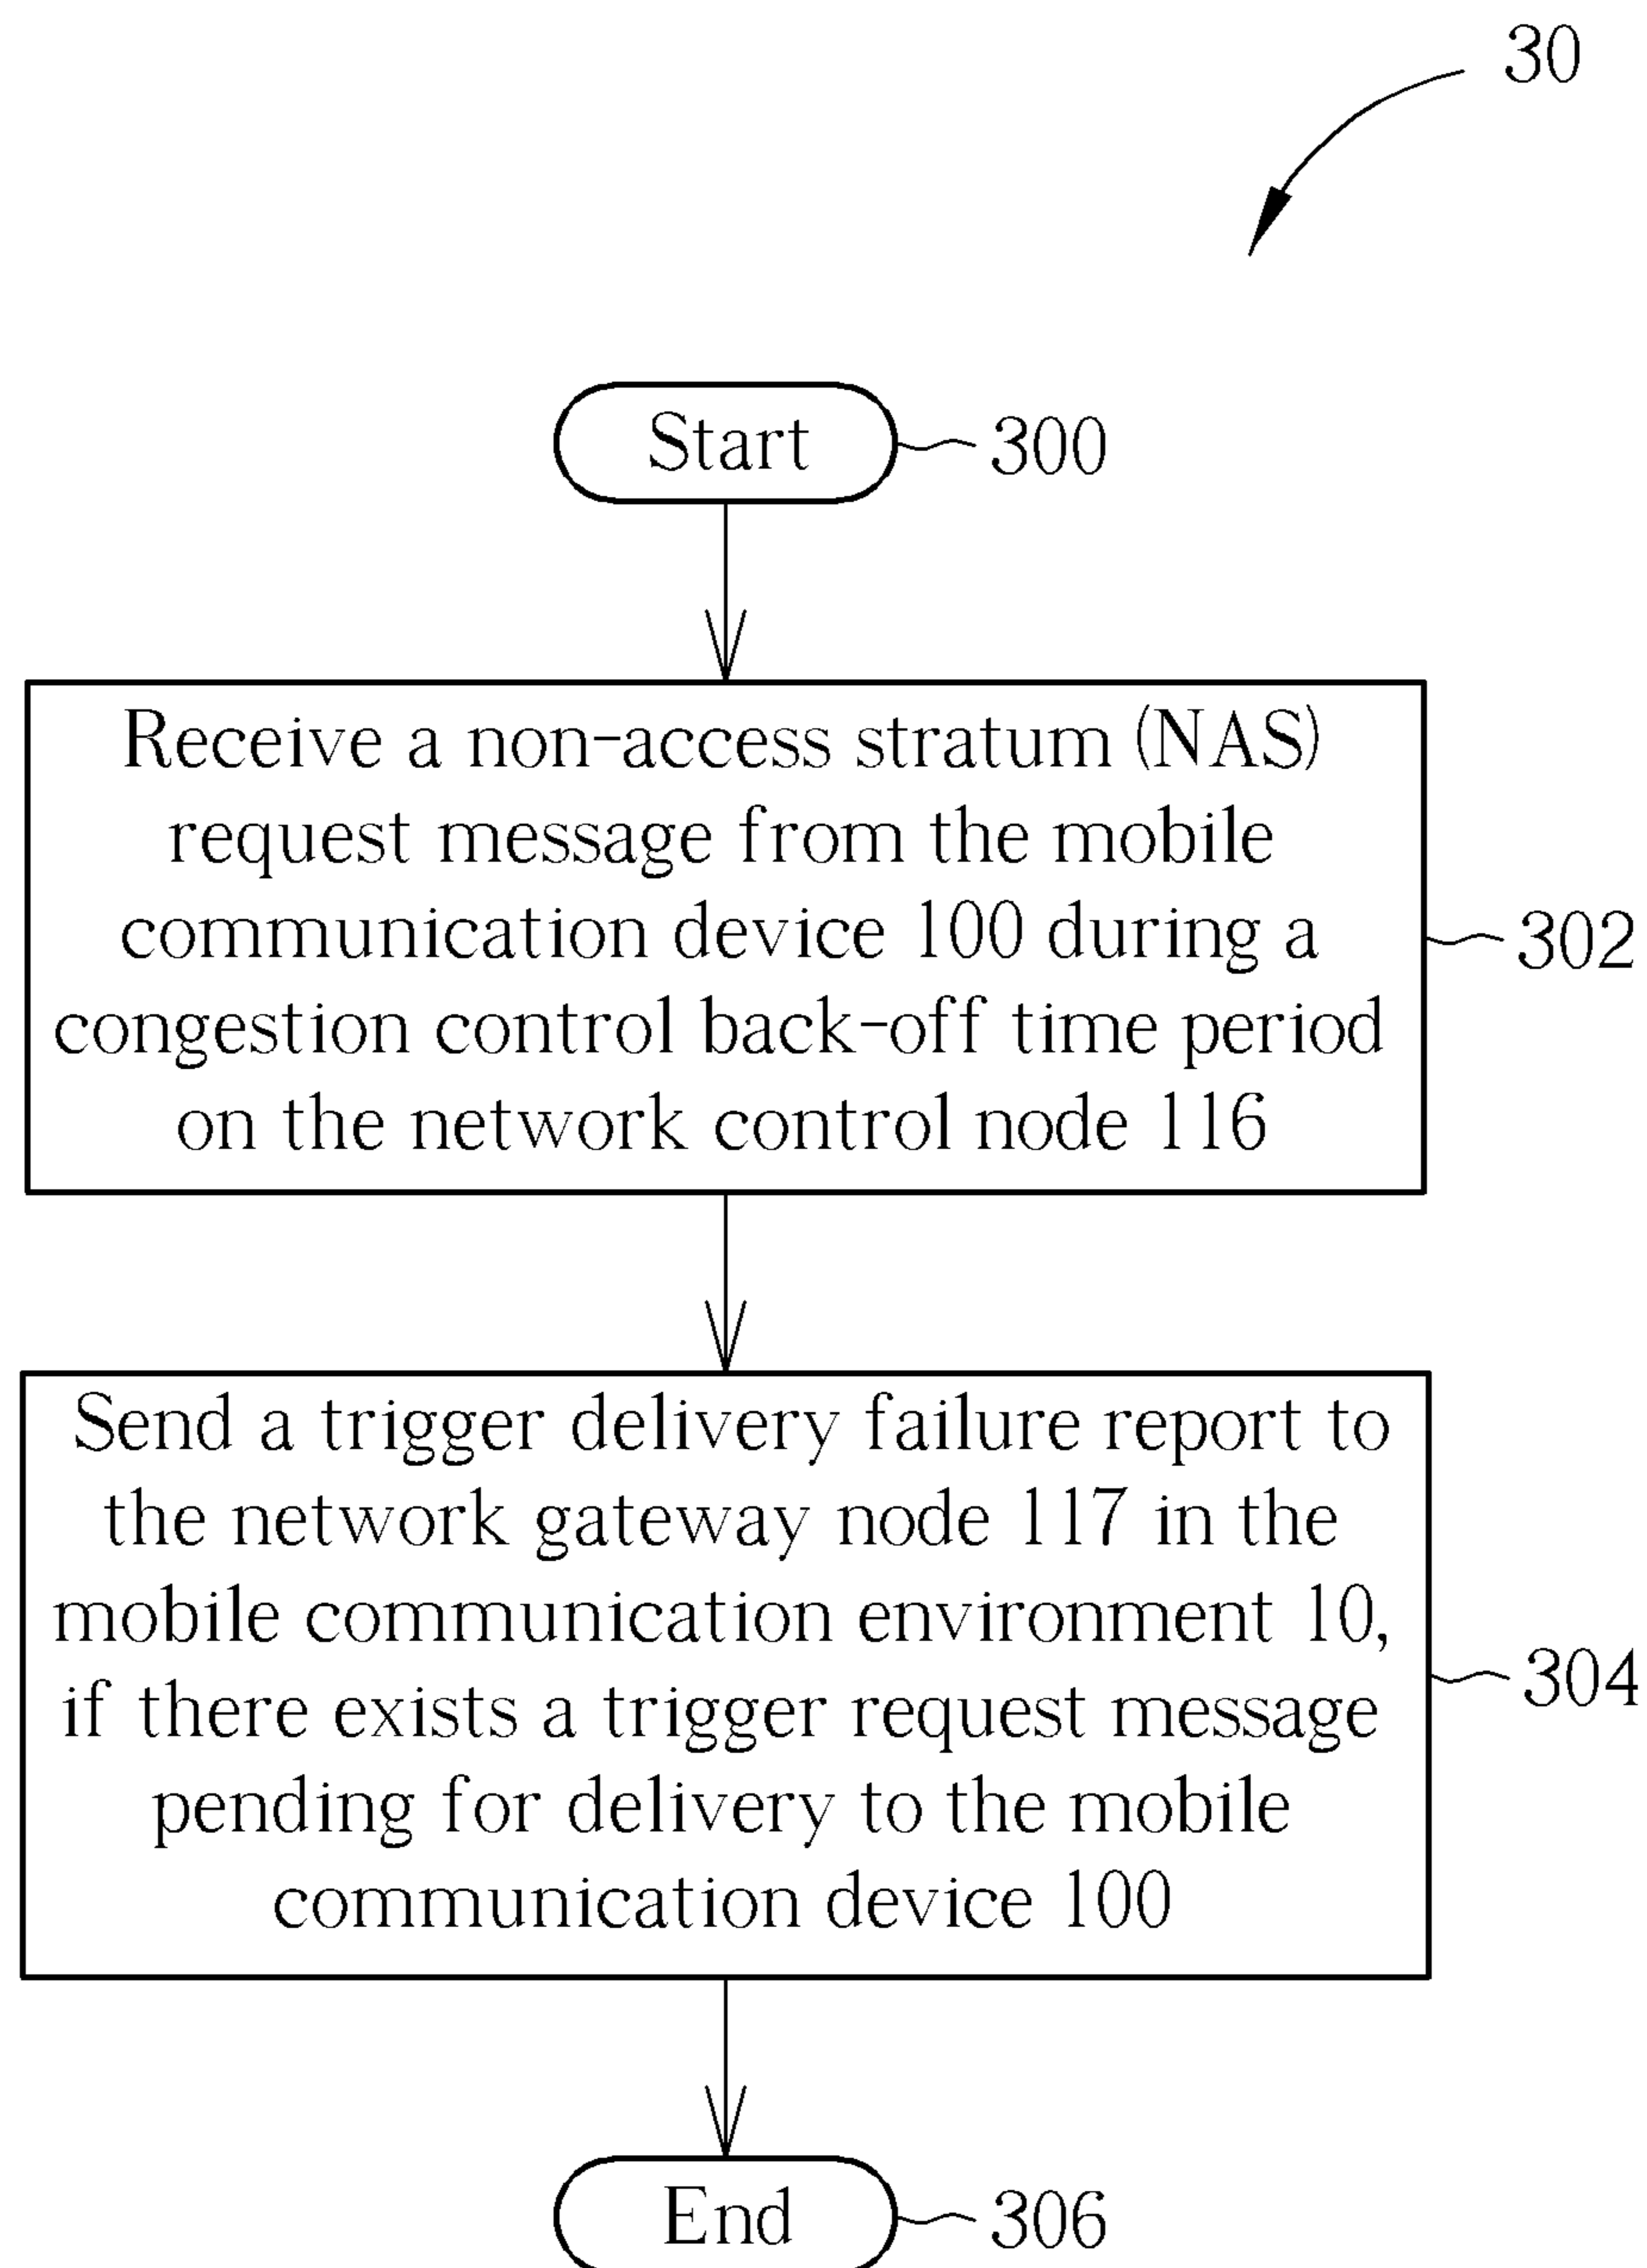 30
Start
300
Receive a non-access stratum (NAS)
request message from the mobile
communication device 100 during a
congestion control back-off time period
on the network control node 116
302
Send a trigger delivery failure report to
the network gateway node 117 in the
mobile communication environment 10,
if there exists a trigger request message
pending for delivery to the mobile
communication device 100
304
End
306